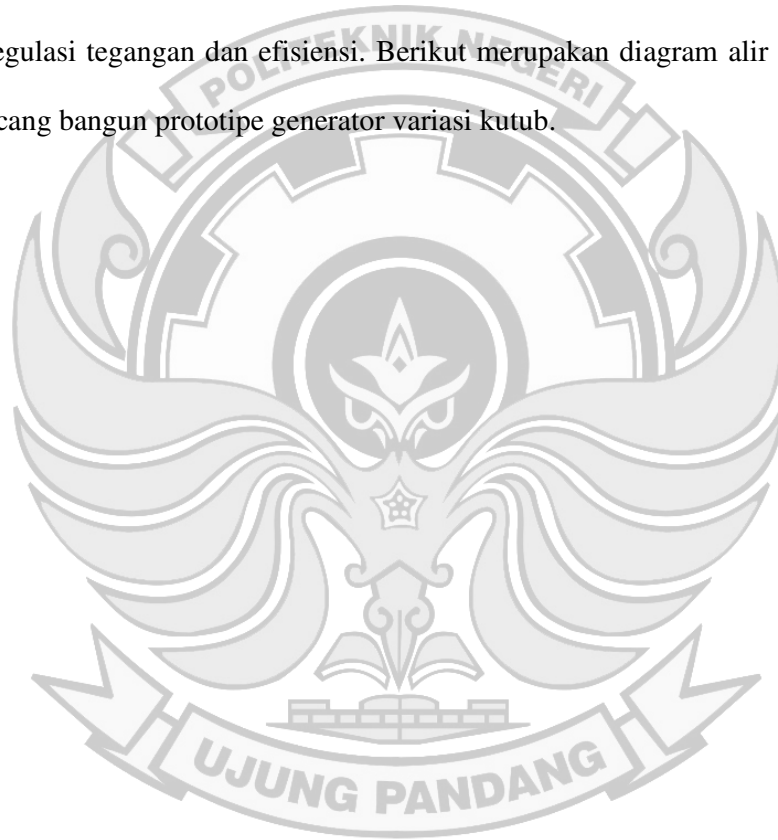 egulasi tegangan dan efisiensi. Berikut merupakan diagram alir
cang bangun prototipe generator variasi kutub.
POLITEKNIK NEGERI
UJUNG PANDANG